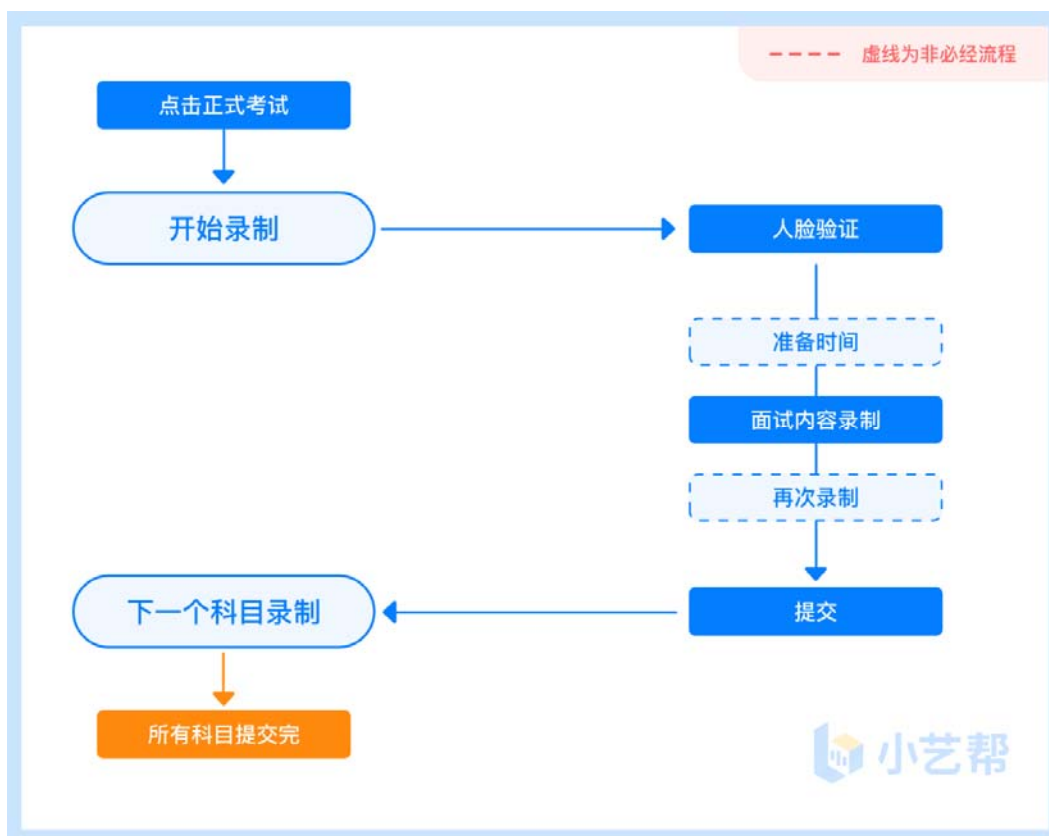 虚线为非必经流程
点击正式考试
开始录制
人脸验证
准备时间
面试内容录制
再次录制
提交
下一个科目录制
所有科目提交完
小艺帮